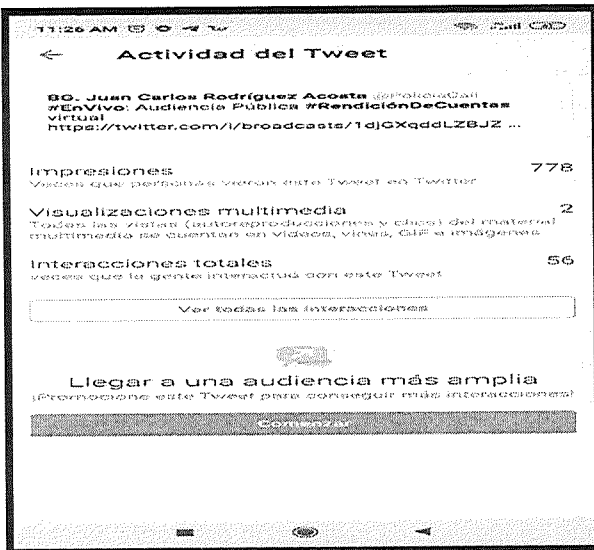 11:26 AM
← Actividad del Tweet
BG. Juan Carlos Rodríguez Acosta @PoliciaCali
#EnVivo: Audiencia Pública #RendiciónDeCuentas
virtual
https://twitter.com/i/broadcasts/1djGXqddLZBJZ ...
Impresiones 778
Veces que personas vieron este Tweet en Twitter
Visualizaciones multimedia 2
Todas las vistas (autoreproducciones y clics) del material
multimedia se cuentan en videos, vines, GIF e imágenes
Interacciones totales 56
veces que la gente interactuó con este Tweet
Ver todas las interacciones
Llegar a una audiencia más amplia
¡Promocione este Tweet para conseguir más interacciones!
Comenzar